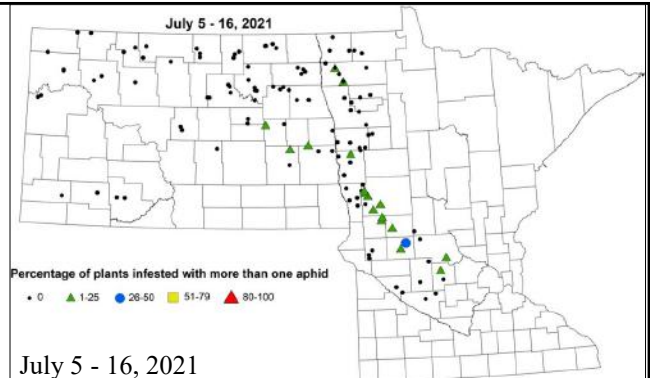 July 5 - 16, 2021
Percentage of plants infested with more than one aphid
0 1-25 26-50 51-79 80-100
July 5 - 16, 2021